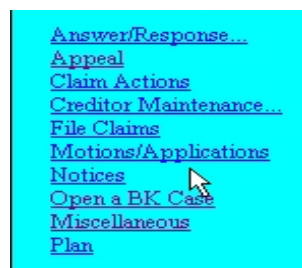 Answer/Response...
Appeal
Claim Actions
Creditor Maintenance...
File Claims
Motions/Applications
Notices
Open a BK Case
Miscellaneous
Plan